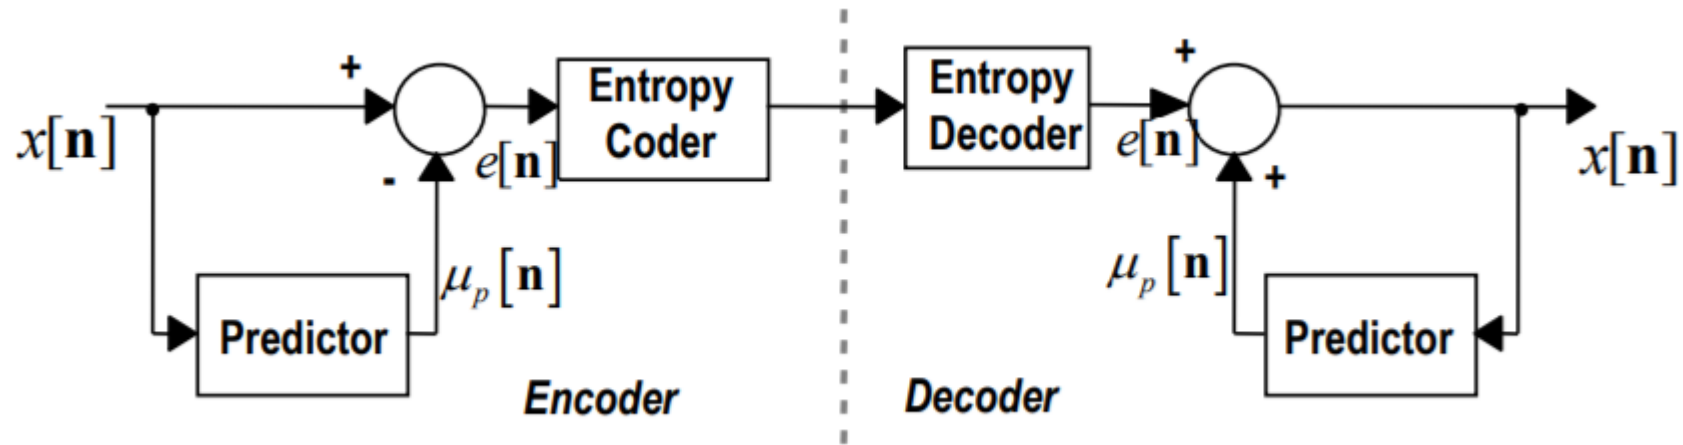 +
Entropy
Coder
Entropy
Decoder
+
x[n]
-
e[n]
e[n]
+
x[n]
μₚ[n]
μₚ[n]
Predictor
Predictor
Encoder
Decoder